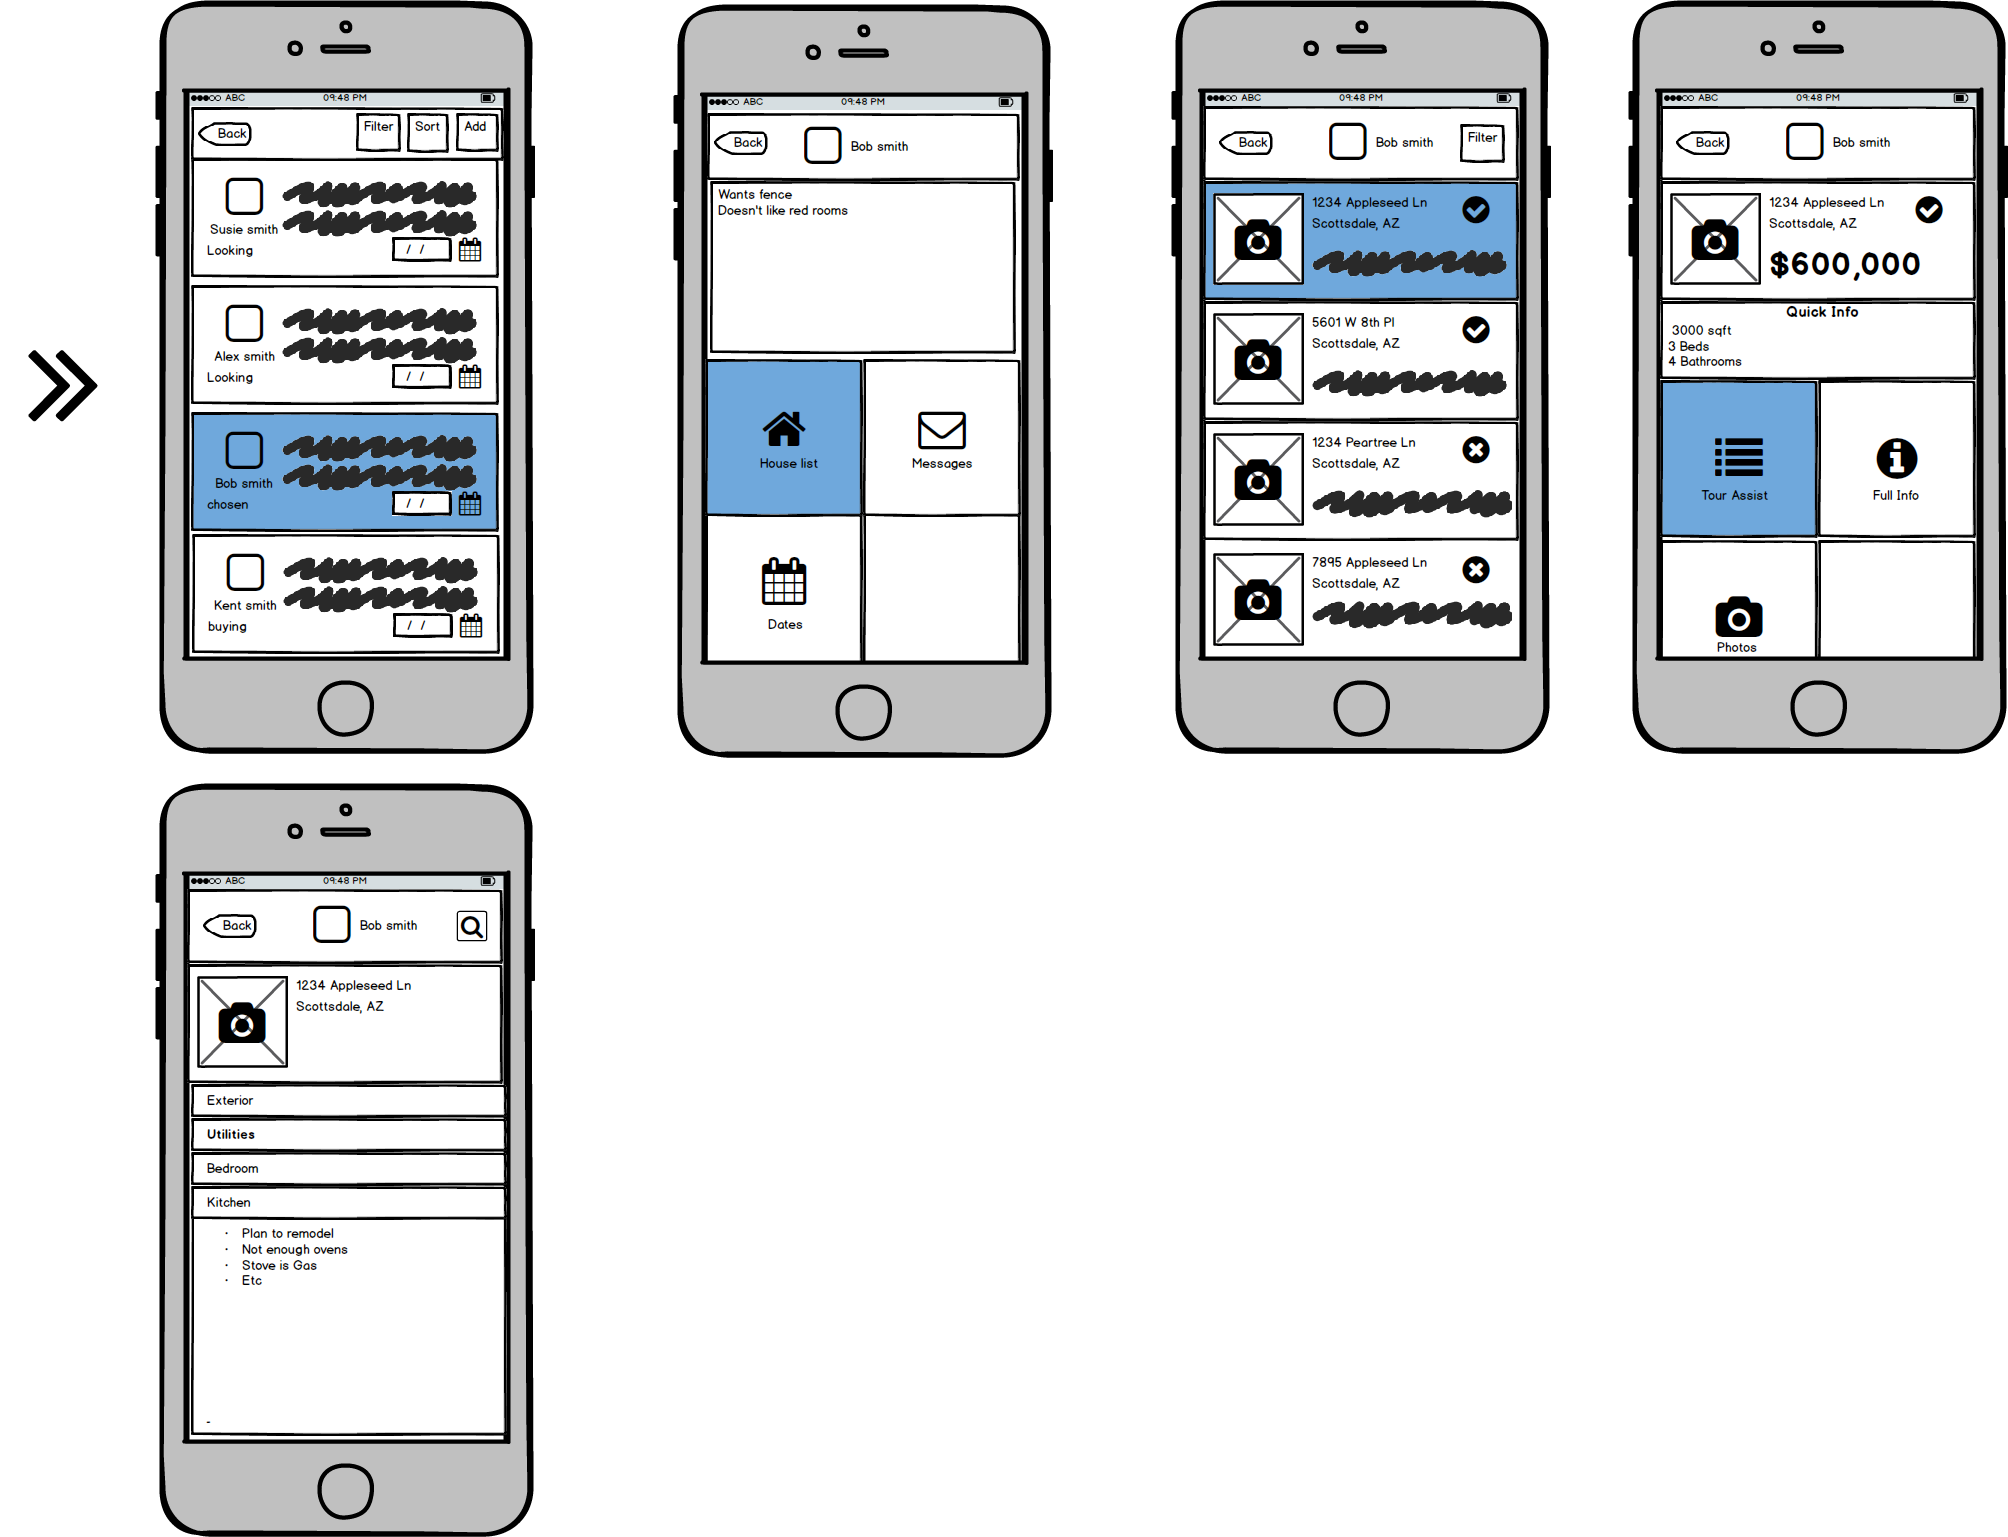 ABC 09:48 PM
Back Filter Sort Add
Susie smith
Looking
/ /
Alex smith
Looking
/ /
Bob smith
chosen
/ /
Kent smith
buying
/ /
ABC 09:48 PM
Back Bob smith
Wants fence
Doesn't like red rooms
House list Messages
Dates
ABC 09:48 PM
Back Bob smith Filter
1234 Appleseed Ln
Scottsdale, AZ
5601 W 8th Pl
Scottsdale, AZ
1234 Peartree Ln
Scottsdale, AZ
7895 Appleseed Ln
Scottsdale, AZ
ABC 09:48 PM
Back Bob smith
1234 Appleseed Ln
Scottsdale, AZ
$600,000
Quick Info
3000 sqft
3 Beds
4 Bathrooms
Tour Assist Full Info
Photos
ABC 09:48 PM
Back Bob smith
1234 Appleseed Ln
Scottsdale, AZ
Exterior
Utilities
Bedroom
Kitchen
· Plan to remodel
· Not enough ovens
· Stove is Gas
· Etc
-